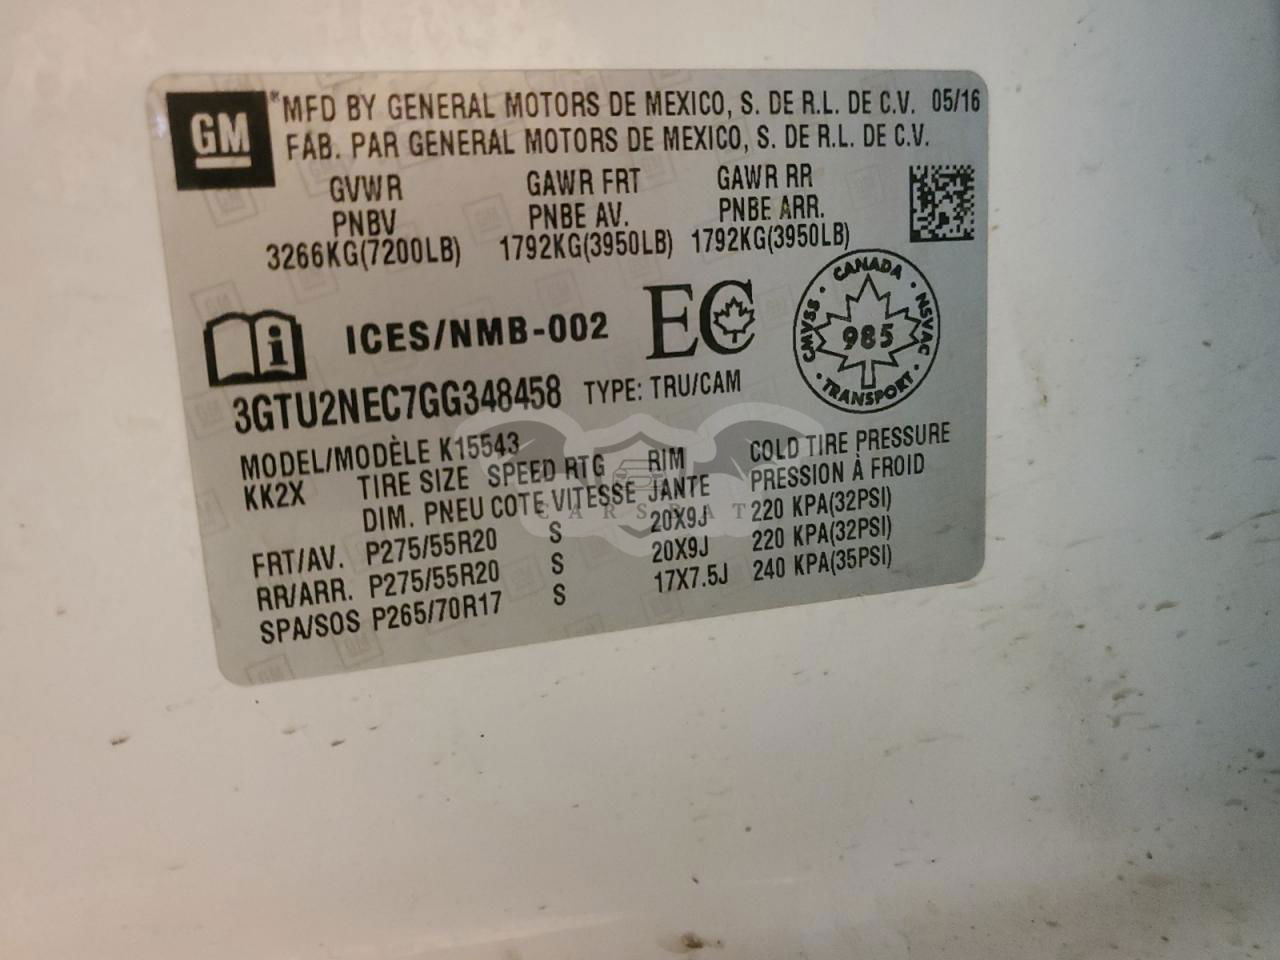 GM
*MFD BY GENERAL MOTORS DE MEXICO, S. DE R.L. DE C.V. 05/16
FAB. PAR GENERAL MOTORS DE MEXICO, S. DE R.L. DE C.V.
GVWR GAWR FRT GAWR RR
PNBV PNBE AV. PNBE ARR.
3266KG(7200LB) 1792KG(3950LB) 1792KG(3950LB)
i ICES/NMB-002 EC
CANADA
CMVSS · 985 · NSVAC
· TRANSPORT ·
3GTU2NEC7GG348458 TYPE: TRU/CAM
MODEL/MODÈLE K15543
KK2X TIRE SIZE SPEED RTG RIM COLD TIRE PRESSURE
DIM. PNEU COTE VITESSE JANTE PRESSION À FROID
FRT/AV. P275/55R20 S 20X9J 220 KPA(32PSI)
RR/ARR. P275/55R20 S 20X9J 220 KPA(32PSI)
SPA/SOS P265/70R17 S 17X7.5J 240 KPA(35PSI)
CARSBAT